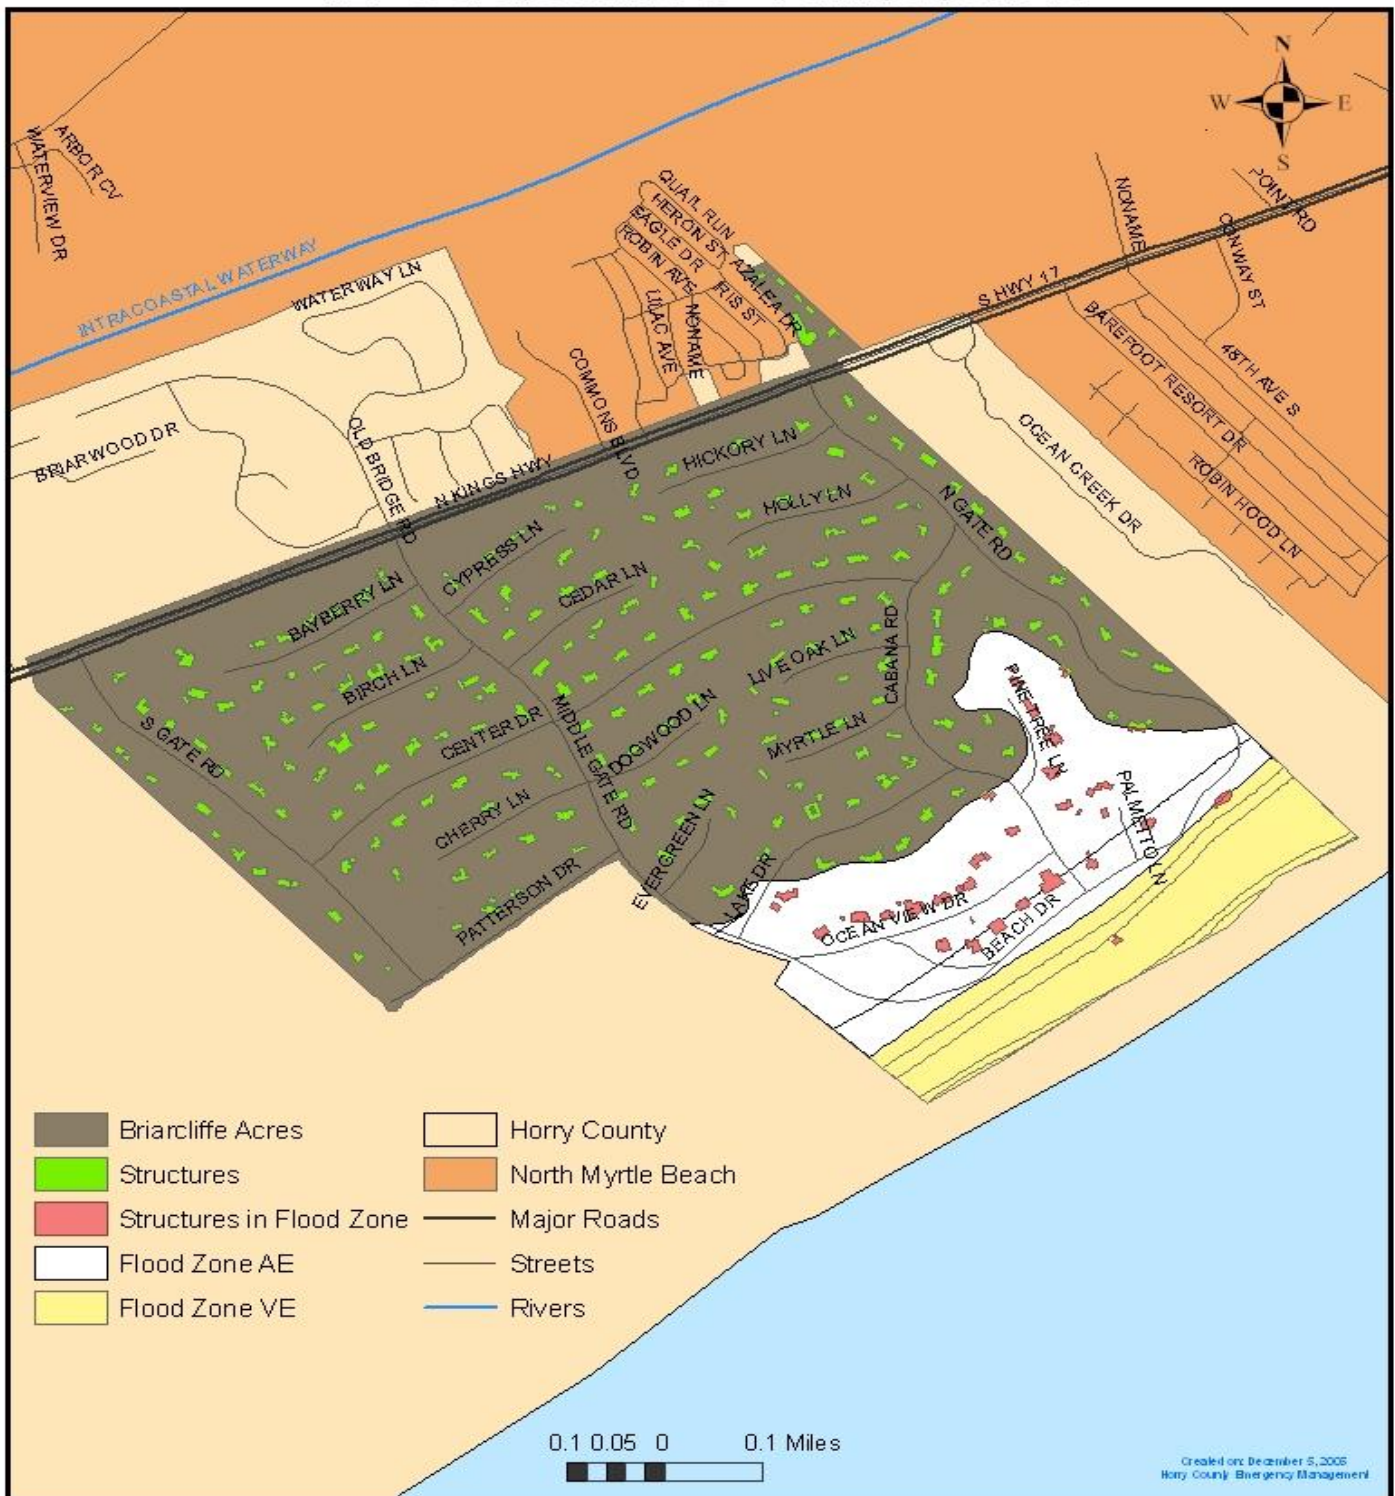 N
W E
S
ARBOR CV
WATERVIEW DR
INTRACOASTAL WATERWAY
WATERWAY LN
QUAIL RUN
HERON ST
EAGLE DR
ROBIN AVE
AZALEA DR
RIS ST
LILAC AVE
NONAME
COMMONS BLVD
NONAME
POINT RD
CONWAY ST
S HWY 17
BAREFOOT RESORT DR
48TH AVE S
ROBIN HOOD LN
OCEAN CREEK DR
BRIARWOOD DR
OLD BRIDGE RD
N KINGS HWY
HICKORY LN
HOLLY LN
N GATE RD
CYPRESS LN
CEDAR LN
BAYBERRY LN
BIRCH LN
LIVE OAK LN
CABANA RD
S GATE RD
CENTER DR
MIDDLE GATE RD
DOGWOOD LN
MYRTLE LN
PINETREE LN
PALMETTO LN
CHERRY LN
EVERGREEN LN
LAKE DR
PATTERSON DR
OCEAN VIEW DR
BEACH DR
Briarcliffe Acres
Structures
Structures in Flood Zone
Flood Zone AE
Flood Zone VE
Horry County
North Myrtle Beach
Major Roads
Streets
Rivers
0.1 0.05 0 0.1 Miles
Created on: December 5, 2005
Horry County Emergency Management